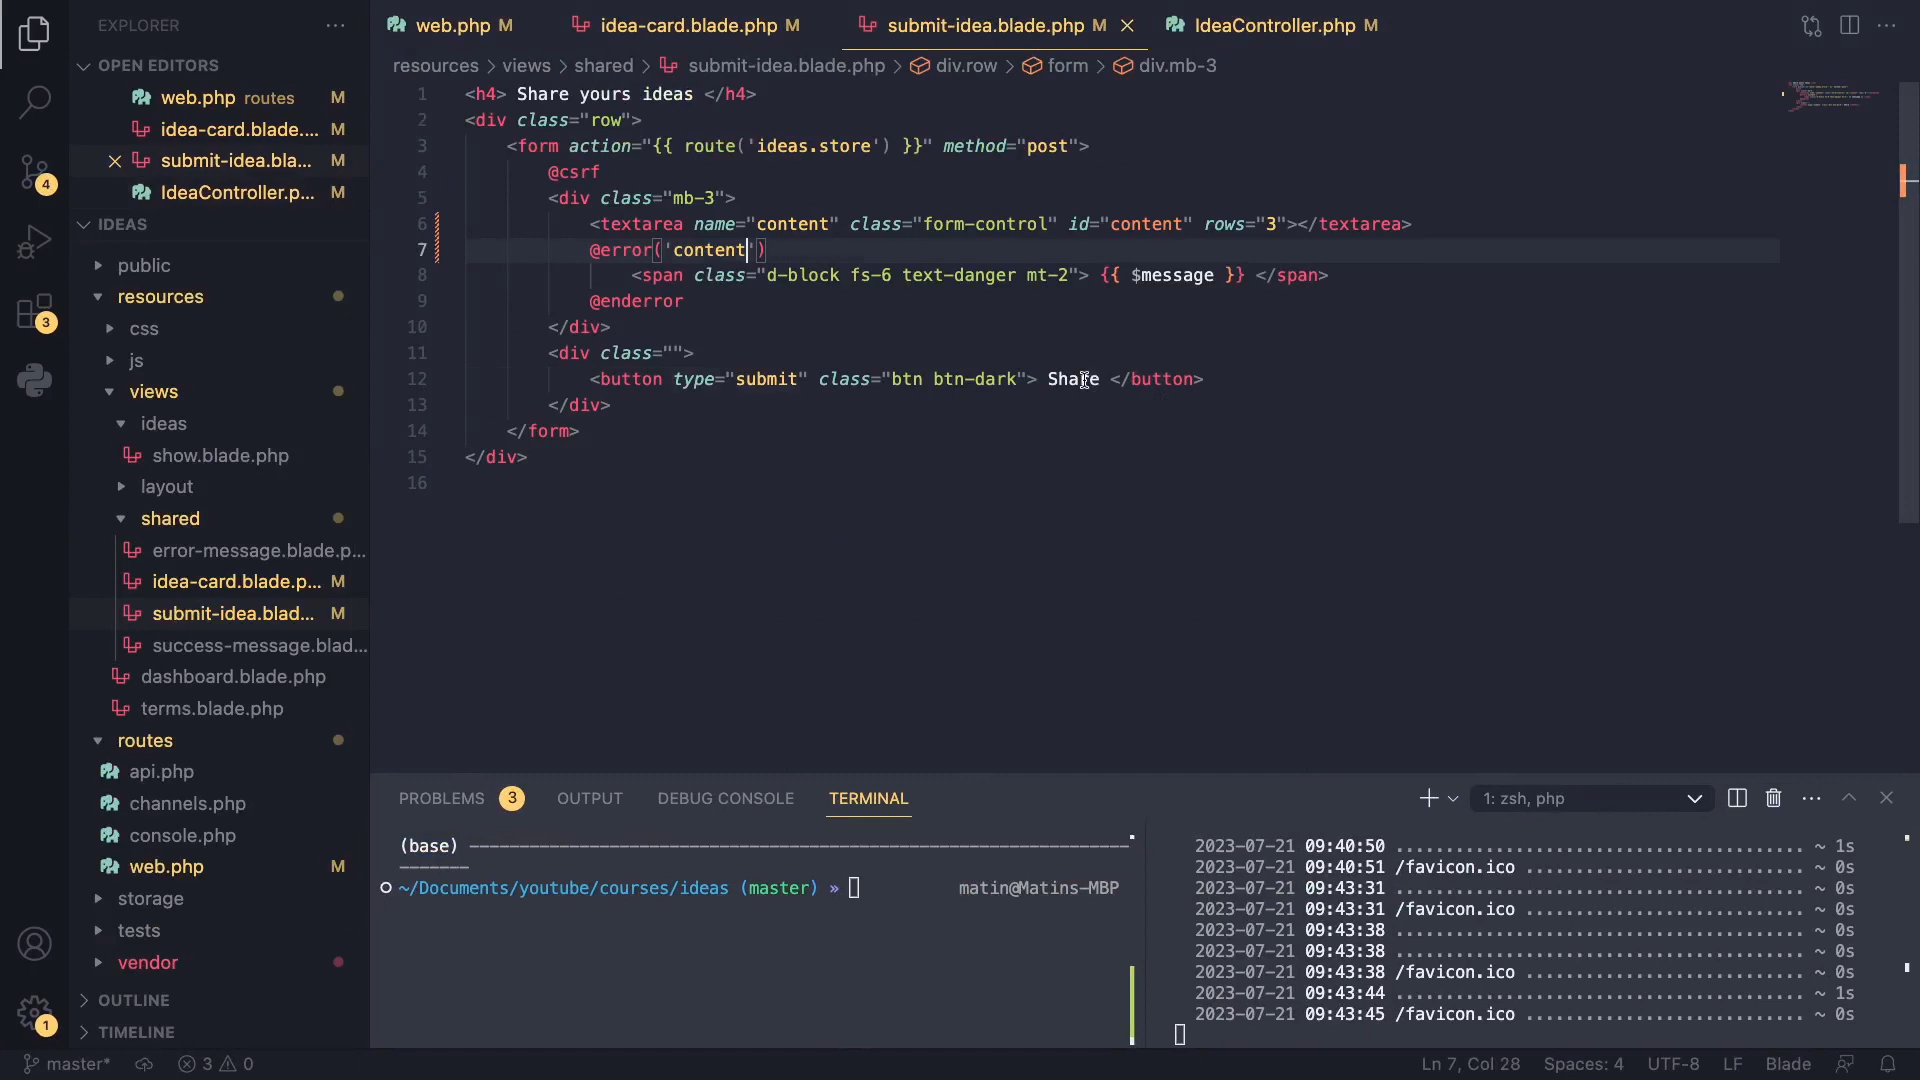 EXPLORER
web.php M
idea-card.blade.php M
submit-idea.blade.php M
IdeaController.php M
OPEN EDITORS
resources > views > shared > submit-idea.blade.php > div.row > form > div.mb-3
web.php routes M
idea-card.blade.... M
submit-idea.bla... M
IdeaController.p... M
IDEAS
public
resources
css
js
views
ideas
show.blade.php
layout
shared
error-message.blade.p...
idea-card.blade.p... M
submit-idea.blad... M
success-message.blad...
dashboard.blade.php
terms.blade.php
routes
api.php
channels.php
console.php
web.php M
storage
tests
vendor
OUTLINE
TIMELINE
4
3
1
1 <h4> Share yours ideas </h4>
2 <div class="row">
3 <form action="{{ route('ideas.store') }}" method="post">
4 @csrf
5 <div class="mb-3">
6 <textarea name="content" class="form-control" id="content" rows="3"></textarea>
7 @error('content')
8 <span class="d-block fs-6 text-danger mt-2"> {{ $message }} </span>
9 @enderror
10 </div>
11 <div class="">
12 <button type="submit" class="btn btn-dark"> Share </button>
13 </div>
14 </form>
15 </div>
16
PROBLEMS 3 OUTPUT DEBUG CONSOLE TERMINAL
1: zsh, php
(base) ----------------------------------------------------------------
-------
~/Documents/youtube/courses/ideas (master) » matin@Matins-MBP
2023-07-21 09:40:50 ....................................... ~ 1s
2023-07-21 09:40:51 /favicon.ico ........................... ~ 0s
2023-07-21 09:43:31 ....................................... ~ 0s
2023-07-21 09:43:31 /favicon.ico ........................... ~ 0s
2023-07-21 09:43:38 ....................................... ~ 0s
2023-07-21 09:43:38 ....................................... ~ 0s
2023-07-21 09:43:38 /favicon.ico ........................... ~ 0s
2023-07-21 09:43:44 ....................................... ~ 1s
2023-07-21 09:43:45 /favicon.ico ........................... ~ 0s
master* 3 0
Ln 7, Col 28 Spaces: 4 UTF-8 LF Blade